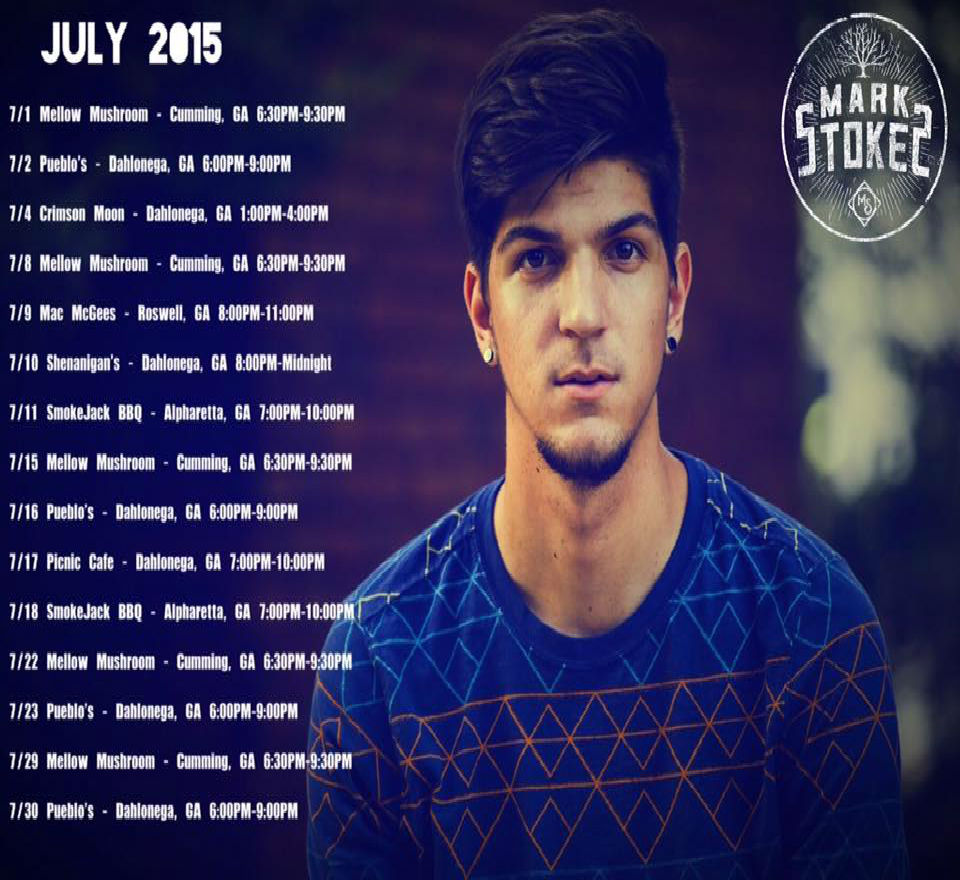 JULY 2015
7/1 Mellow Mushroom - Cumming, GA 6:30PM-9:30PM
7/2 Pueblo's - Dahlonega, GA 6:00PM-9:00PM
7/4 Crimson Moon - Dahlonega, GA 1:00PM-4:00PM
7/8 Mellow Mushroom - Cumming, GA 6:30PM-9:30PM
7/9 Mac McGees - Roswell, GA 8:00PM-11:00PM
7/10 Shenanigan's - Dahlonega, GA 8:00PM-Midnight
7/11 SmokeJack BBQ - Alpharetta, GA 7:00PM-10:00PM
7/15 Mellow Mushroom - Cumming, GA 6:30PM-9:30PM
7/16 Pueblo's - Dahlonega, GA 6:00PM-9:00PM
7/17 Picnic Cafe - Dahlonega, GA 7:00PM-10:00PM
7/18 SmokeJack BBQ - Alpharetta, GA 7:00PM-10:00PM
7/22 Mellow Mushroom - Cumming, GA 6:30PM-9:30PM
7/23 Pueblo's - Dahlonega, GA 6:00PM-9:00PM
7/29 Mellow Mushroom - Cumming, GA 6:30PM-9:30PM
7/30 Pueblo's - Dahlonega, GA 6:00PM-9:00PM
MARK
STOKES
MS